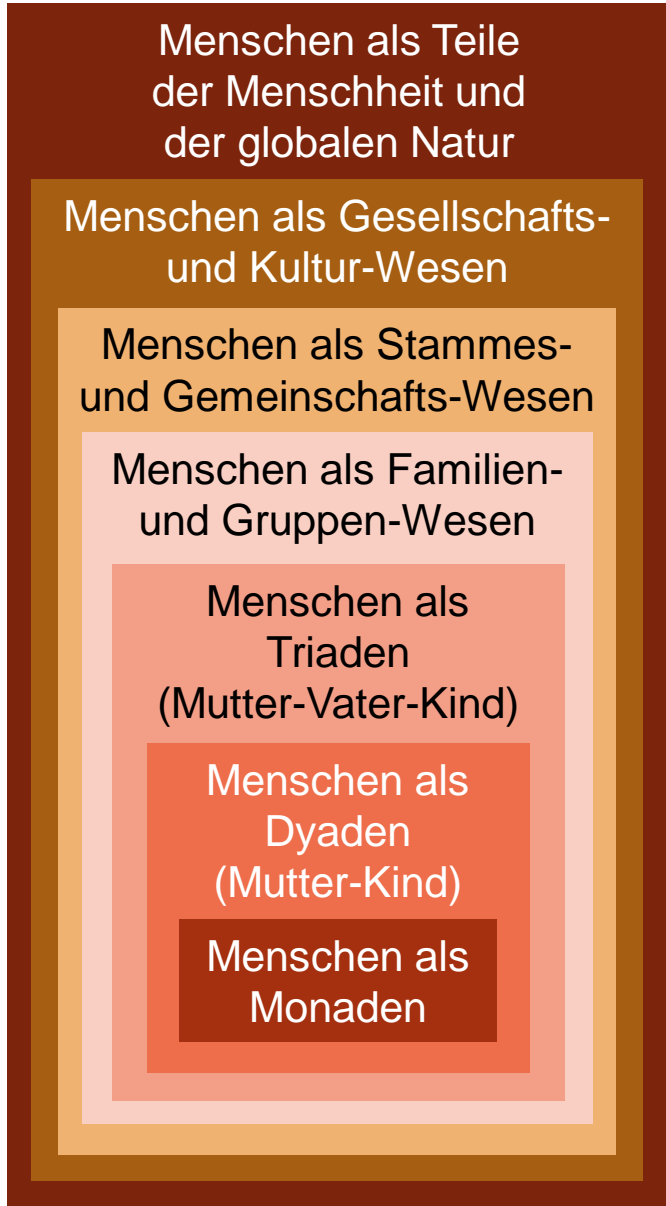 Menschen als Teile
der Menschheit und
der globalen Natur
Menschen als Gesellschafts-
und Kultur-Wesen
Menschen als Stammes-
und Gemeinschafts-Wesen
Menschen als Familien-
und Gruppen-Wesen
Menschen als
Triaden
(Mutter-Vater-Kind)
Menschen als
Dyaden
(Mutter-Kind)
Menschen als
Monaden